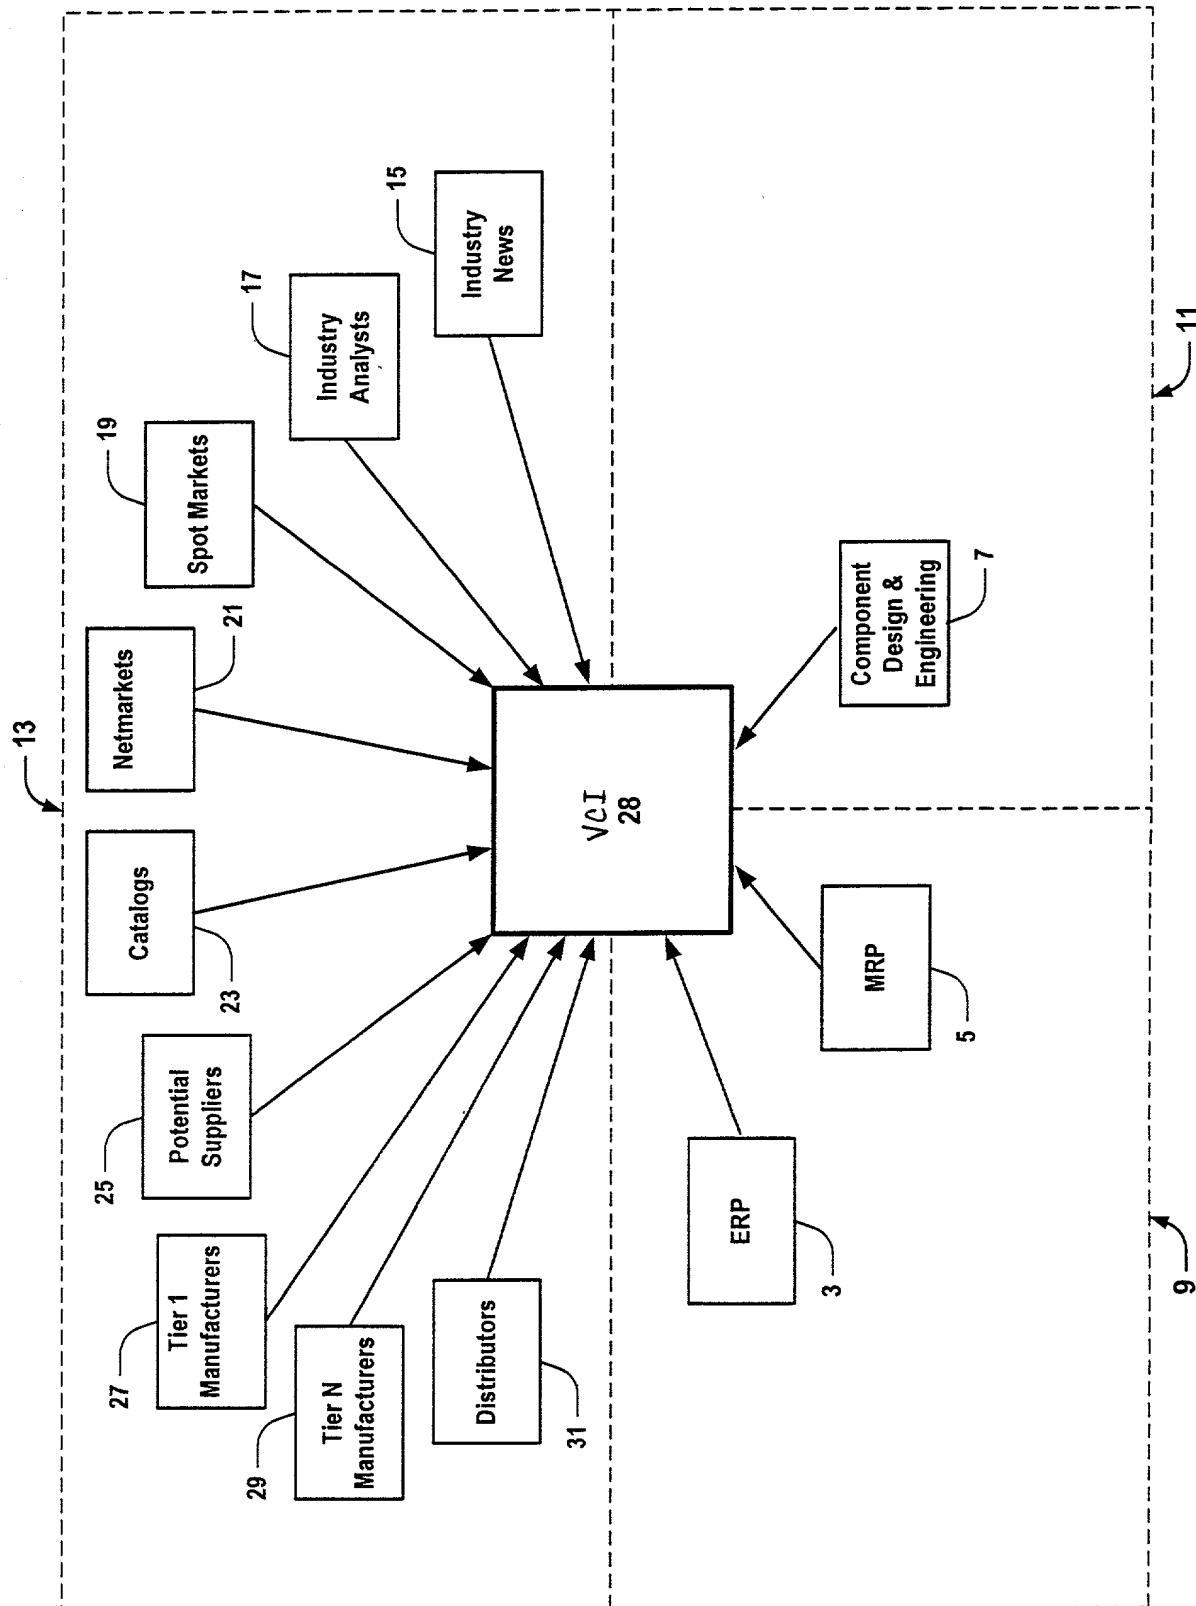 13
27
Tier 1
Manufacturers
25
Potential
Suppliers
Catalogs
23
Netmarkets
21
19
Spot Markets
17
Industry
Analysts
15
Industry
News
29
Tier N
Manufacturers
Distributors
31
VCI
28
ERP
3
MRP
5
Component
Design &
Engineering
7
9
11